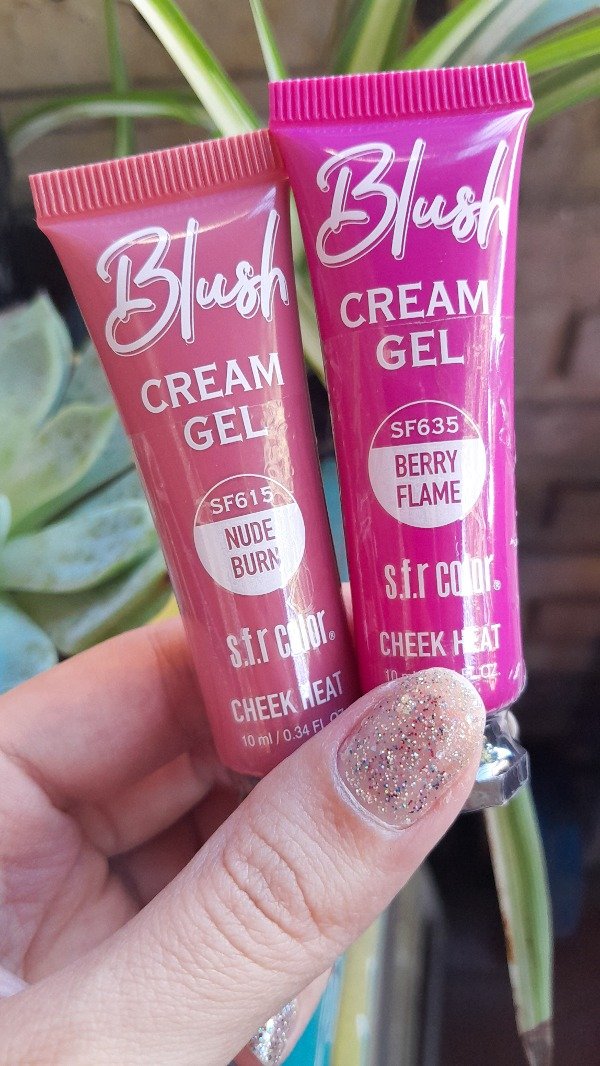 Blush
CREAM
GEL
SF615
NUDE
BURN
s.f.r color®
CHEEK HEAT
10 ml / 0.34 FL.OZ
Blush
CREAM
GEL
SF635
BERRY
FLAME
s.f.r color®
CHEEK HEAT
10